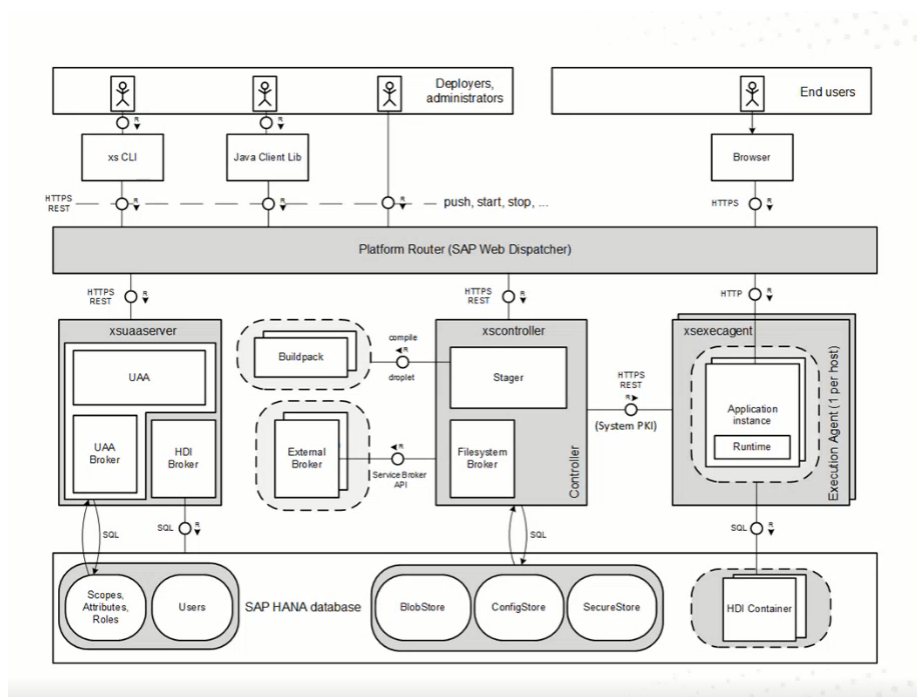 Deployers,
administrators
End users
R
R
xs CLI
Java Client Lib
Browser
HTTPS
REST
R
R
R
push, start, stop, ...
HTTPS
R
Platform Router (SAP Web Dispatcher)
HTTPS
REST
R
HTTPS
REST
R
HTTP
R
xsuaaserver
UAA
UAA
Broker
HDI
Broker
Buildpack
compile
R
droplet
External
Broker
R
Service Broker
API
xscontroller
Stager
Filesystem
Broker
Controller
HTTPS
REST
R
(System PKI)
xsexecagent
Application
instance
Runtime
Execution Agent (1 per host)
SQL
SQL
R
SQL
SQL
R
Scopes,
Attributes,
Roles
Users
SAP HANA database
BlobStore
ConfigStore
SecureStore
HDI Container